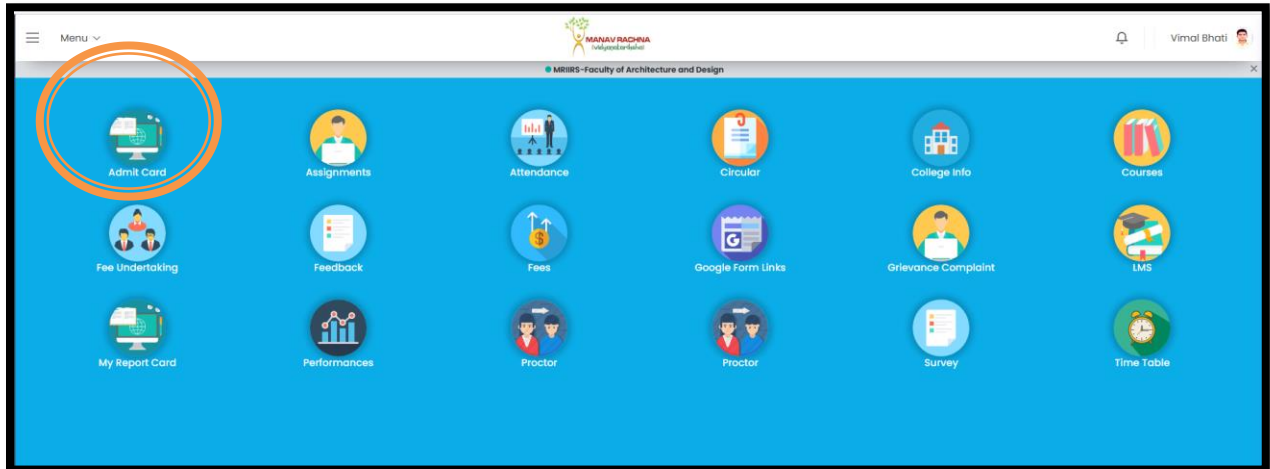 Menu
MANAV RACHNA
vidyanatariksha
Vimal Bhati
MRIIRS-Faculty of Architecture and Design
Admit Card
Assignments
Attendance
Circular
College Info
Courses
Fee Undertaking
Feedback
Fees
Google Form Links
Grievance Complaint
LMS
My Report Card
Performances
Proctor
Proctor
Survey
Time Table